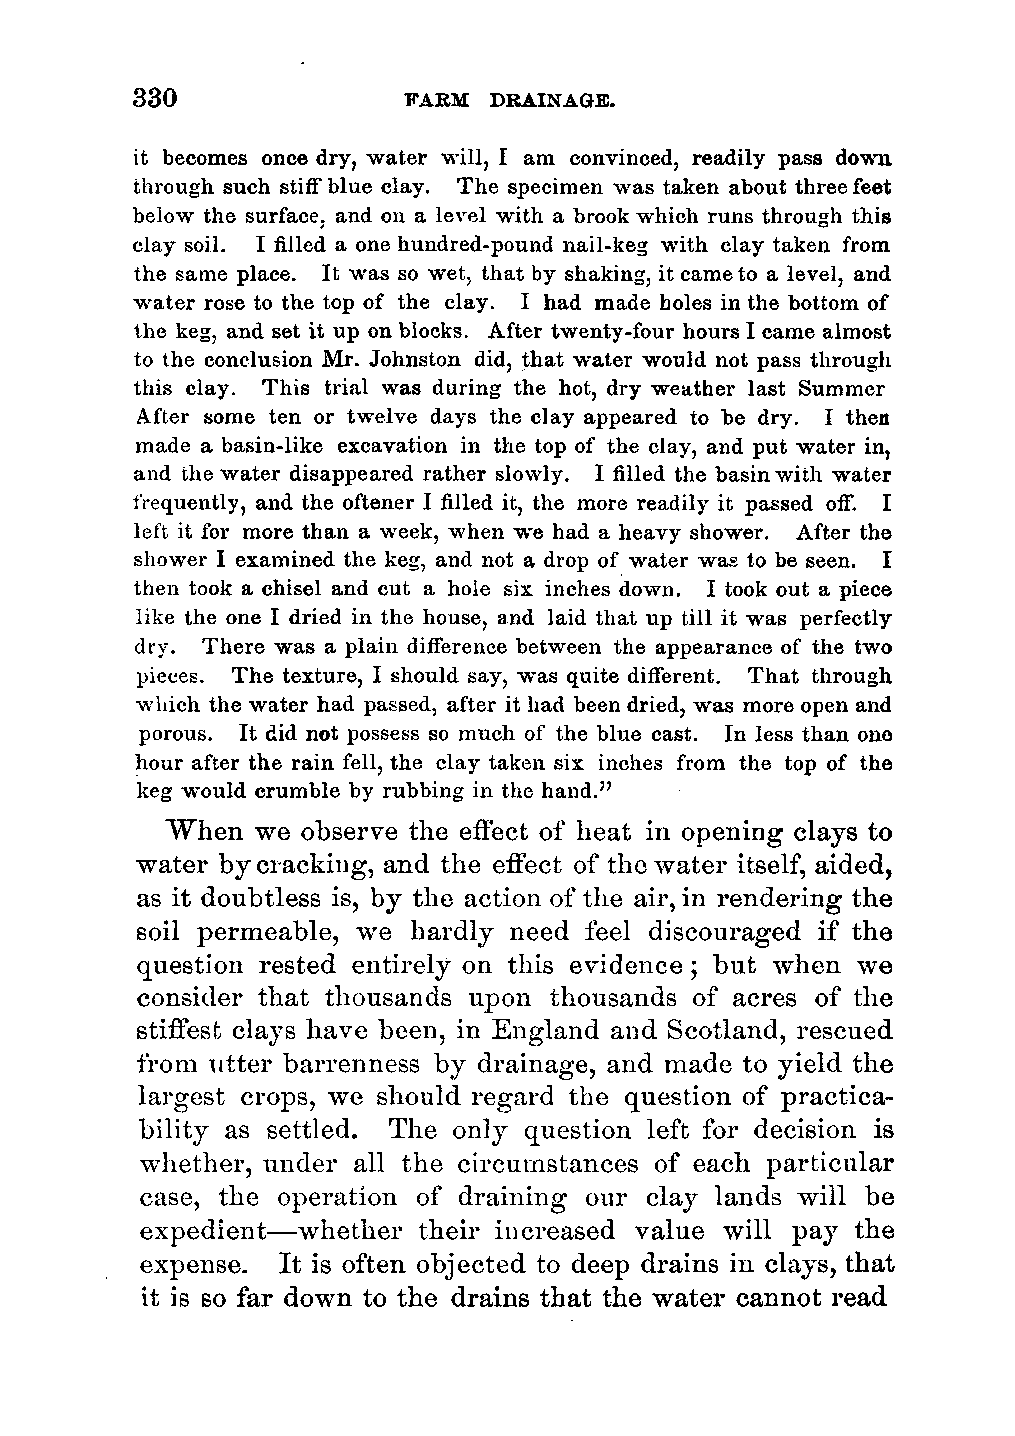 330 FARM DRAINAGE.
it becomes once dry, water will, I am convinced, readily pass down
through such stiff blue clay. The specimen was taken about three feet
below the surface, and on a level with a brook which runs through this
clay soil. I filled a one hundred-pound nail-keg with clay taken from
the same place. It was so wet, that by shaking, it came to a level, and
water rose to the top of the clay. I had made holes in the bottom of
the keg, and set it up on blocks. After twenty-four hours I came almost
to the conclusion Mr. Johnston did, that water would not pass through
this clay. This trial was during the hot, dry weather last Summer
After some ten or twelve days the clay appeared to be dry. I then
made a basin-like excavation in the top of the clay, and put water in,
and the water disappeared rather slowly. I filled the basin with water
frequently, and the oftener I filled it, the more readily it passed off. I
left it for more than a week, when we had a heavy shower. After the
shower I examined the keg, and not a drop of water was to be seen. I
then took a chisel and cut a hole six inches down. I took out a piece
like the one I dried in the house, and laid that up till it was perfectly
dry. There was a plain difference between the appearance of the two
pieces. The texture, I should say, was quite different. That through
which the water had passed, after it had been dried, was more open and
porous. It did not possess so much of the blue cast. In less than one
hour after the rain fell, the clay taken six inches from the top of the
keg would crumble by rubbing in the hand."
When we observe the effect of heat in opening clays to
water by cracking, and the effect of the water itself, aided,
as it doubtless is, by the action of the air, in rendering the
soil permeable, we hardly need feel discouraged if the
question rested entirely on this evidence; but when we
consider that thousands upon thousands of acres of the
stiffest clays have been, in England and Scotland, rescued
from utter barrenness by drainage, and made to yield the
largest crops, we should regard the question of practica-
bility as settled. The only question left for decision is
whether, under all the circumstances of each particular
case, the operation of draining our clay lands will be
expedient—whether their increased value will pay the
expense. It is often objected to deep drains in clays, that
it is so far down to the drains that the water cannot read